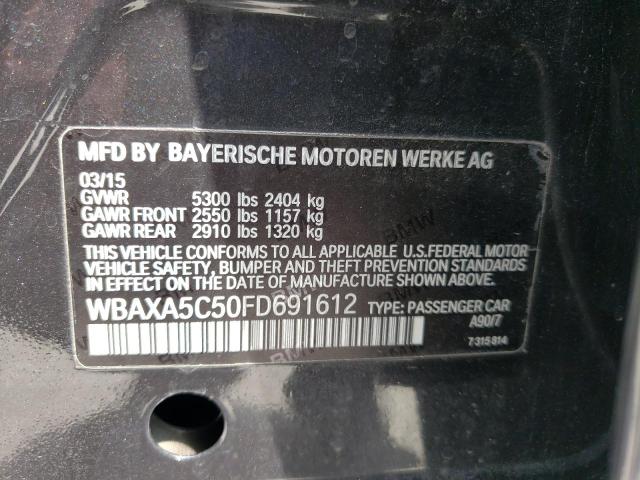 MFD BY BAYERISCHE MOTOREN WERKE AG
03/15
GVWR 5300 lbs 2404 kg
GAWR FRONT 2550 lbs 1157 kg
GAWR REAR 2910 lbs 1320 kg
THIS VEHICLE CONFORMS TO ALL APPLICABLE U.S.FEDERAL MOTOR
VEHICLE SAFETY, BUMPER AND THEFT PREVENTION STANDARDS
IN EFFECT ON THE DATE OF MANUFACTURE SHOWN ABOVE.
WBAXA5C50FD691612 TYPE: PASSENGER CAR
A90/7
7 315 814